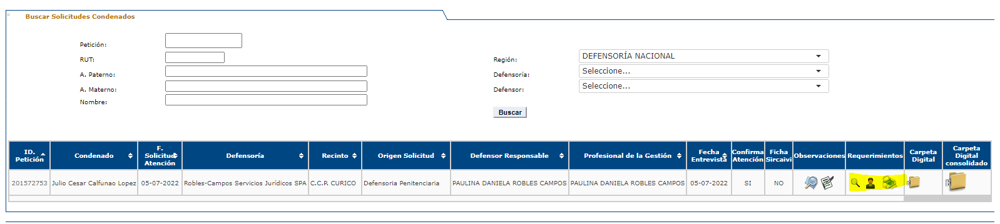 Buscar Solicitudes Condenados
Petición:
RUT:
A. Paterno:
A. Materno:
Nombre:
Región:
DEFENSORÍA NACIONAL
Defensoría:
Seleccione...
Defensor:
Seleccione...
Buscar
ID. Petición
Condenado
F. Solicitud Atención
Defensoría
Recinto
Origen Solicitud
Defensor Responsable
Profesional de la Gestión
Fecha Entrevista
Confirma Atención
Ficha Sircaivi
Observaciones
Requerimientos
Carpeta Digital
Carpeta Digital consolidado
201572753
Julio Cesar Calfunao Lopez
05-07-2022
Robles-Campos Servicios Jurídicos SPA
C.C.P. CURICO
Defensoria Penitenciaria
PAULINA DANIELA ROBLES CAMPOS
PAULINA DANIELA ROBLES CAMPOS
05-07-2022
SI
NO